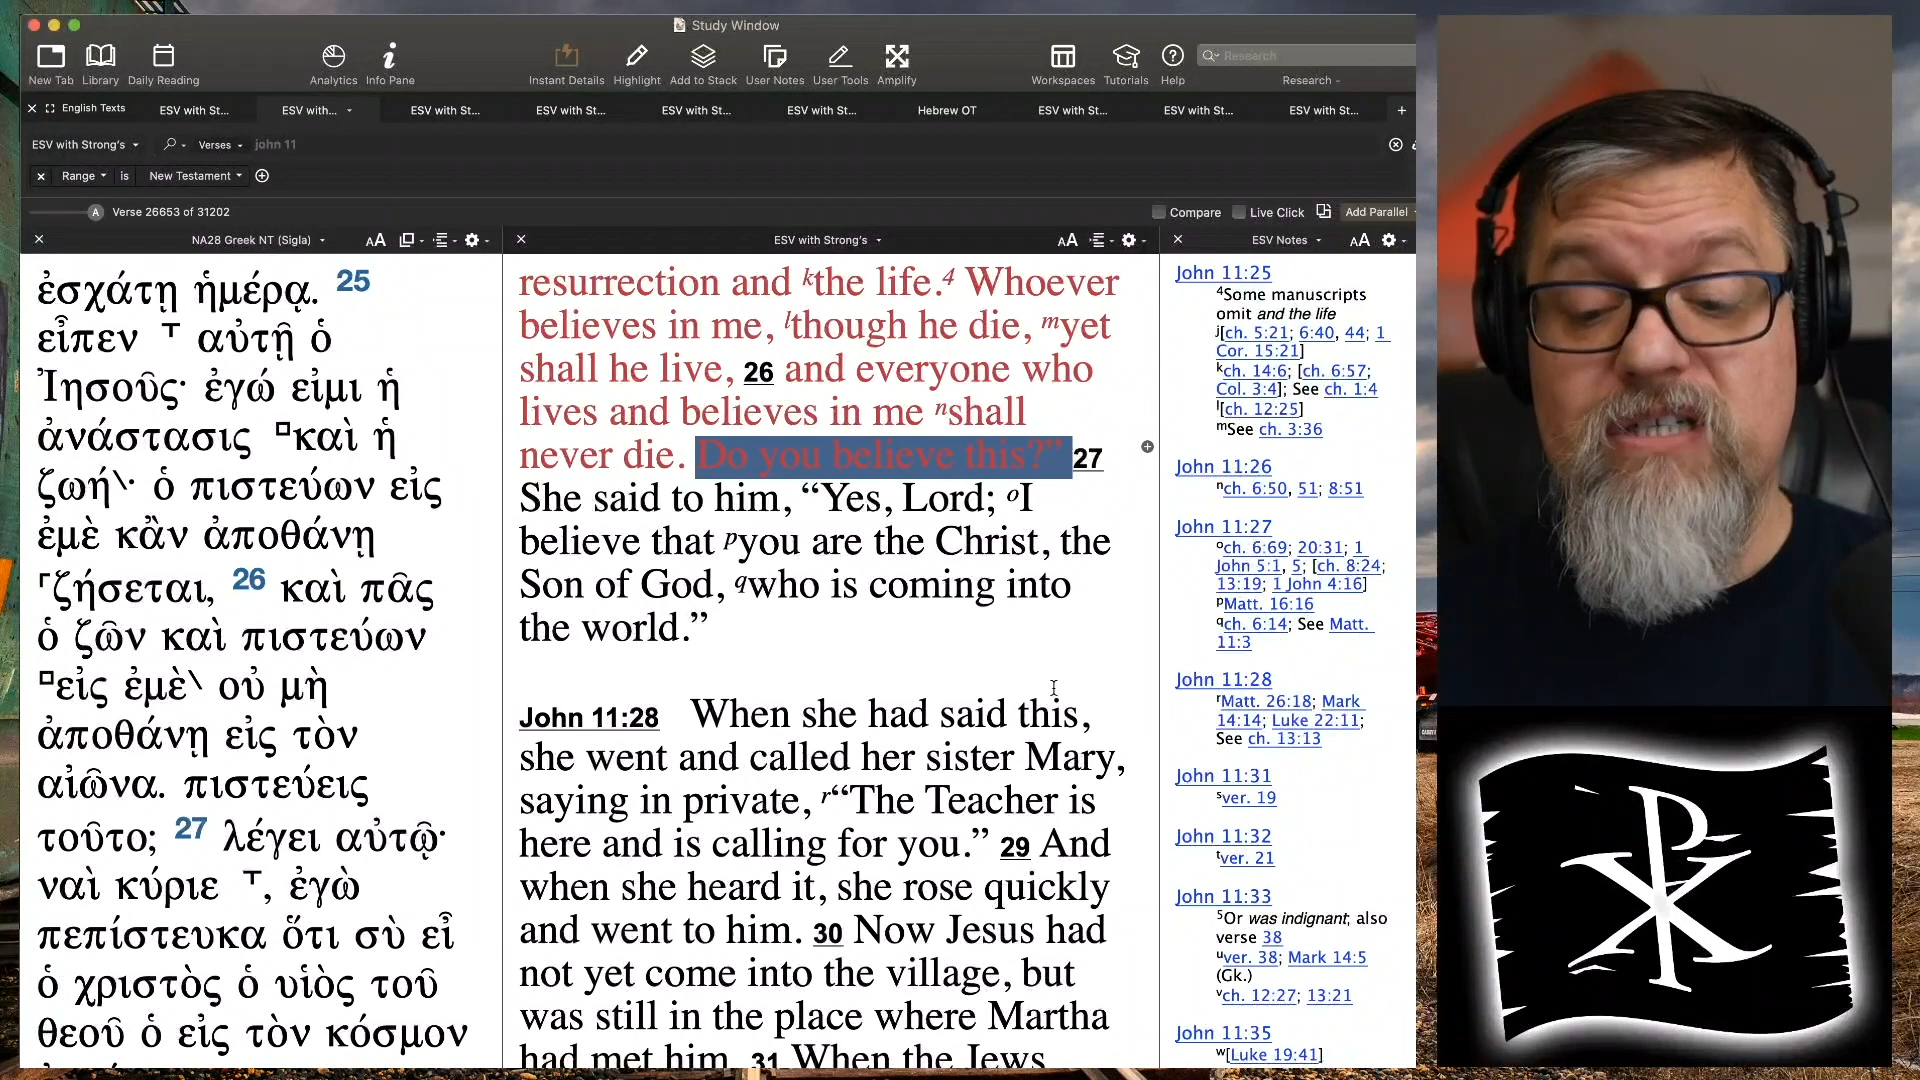 Study Window
New Tab Library Daily Reading Analytics Info Pane Instant Details Highlight Add to Stack User Notes User Tools Amplify Workspaces Tutorials Help Research
Research
English Texts ESV with St... ESV with... ESV with St... ESV with St... ESV with St... ESV with St... Hebrew OT ESV with St... ESV with St... ESV with St...
ESV with Strong's Verses john 11
Range is New Testament
A Verse 26653 of 31202 Compare Live Click Add Parallel
NA28 Greek NT (Sigla) AA
ἐσχάτῃ ἡμέρᾳ. 25
εἶπεν ⸆ αὐτῇ ὁ
Ἰησοῦς· ἐγώ εἰμι ἡ
ἀνάστασις ⸋καὶ ἡ
ζωή⸌· ὁ πιστεύων εἰς
ἐμὲ κἂν ἀποθάνῃ
⸀ζήσεται, 26 καὶ πᾶς
ὁ ζῶν καὶ πιστεύων
⸋εἰς ἐμὲ⸌ οὐ μὴ
ἀποθάνῃ εἰς τὸν
αἰῶνα. πιστεύεις
τοῦτο; 27 λέγει αὐτῷ·
ναὶ κύριε ⸆, ἐγὼ
πεπίστευκα ὅτι σὺ εἶ
ὁ χριστὸς ὁ υἱὸς τοῦ
θεοῦ ὁ εἰς τὸν κόσμον
ESV with Strong's AA
resurrection and kthe life.4 Whoever
believes in me, lthough he die, myet
shall he live, 26 and everyone who
lives and believes in me nshall
never die. Do you believe this?” 27
She said to him, “Yes, Lord; oI
believe that pyou are the Christ, the
Son of God, qwho is coming into
the world.”
John 11:28 When she had said this,
she went and called her sister Mary,
saying in private, r“The Teacher is
here and is calling for you.” 29 And
when she heard it, she rose quickly
and went to him. 30 Now Jesus had
not yet come into the village, but
was still in the place where Martha
had met him. 31 When the Jews
ESV Notes AA
John 11:25
4Some manuscripts
omit and the life
j[ch. 5:21; 6:40, 44; 1
Cor. 15:21]
kch. 14:6; [ch. 6:57;
Col. 3:4]; See ch. 1:4
l[ch. 12:25]
mSee ch. 3:36
John 11:26
nch. 6:50, 51; 8:51
John 11:27
och. 6:69; 20:31; 1
John 5:1, 5; [ch. 8:24;
13:19; 1 John 4:16]
pMatt. 16:16
qch. 6:14; See Matt.
11:3
John 11:28
rMatt. 26:18; Mark
14:14; Luke 22:11;
See ch. 13:13
John 11:31
sver. 19
John 11:32
tver. 21
John 11:33
5Or was indignant; also
verse 38
uver. 38; Mark 14:5
(Gk.)
vch. 12:27; 13:21
John 11:35
w[Luke 19:41]